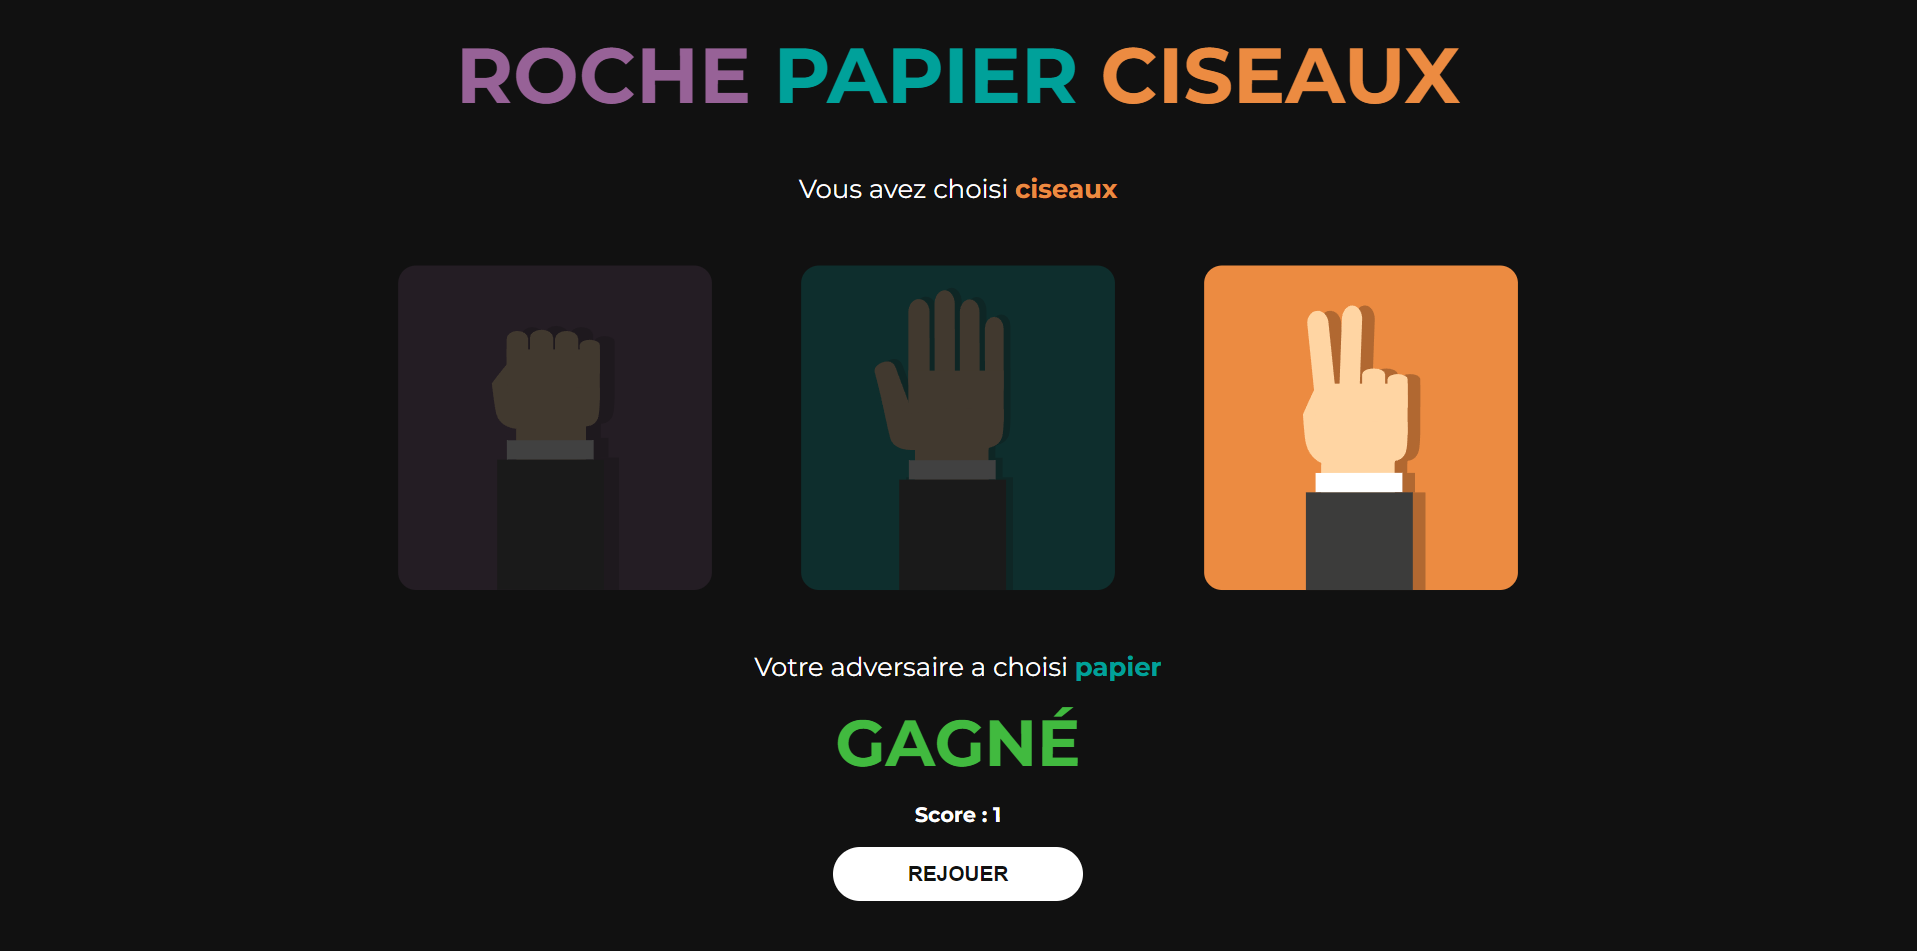 ROCHE PAPIER CISEAUX
Vous avez choisi ciseaux
Votre adversaire a choisi papier
GAGNÉ
Score : 1
REJOUER